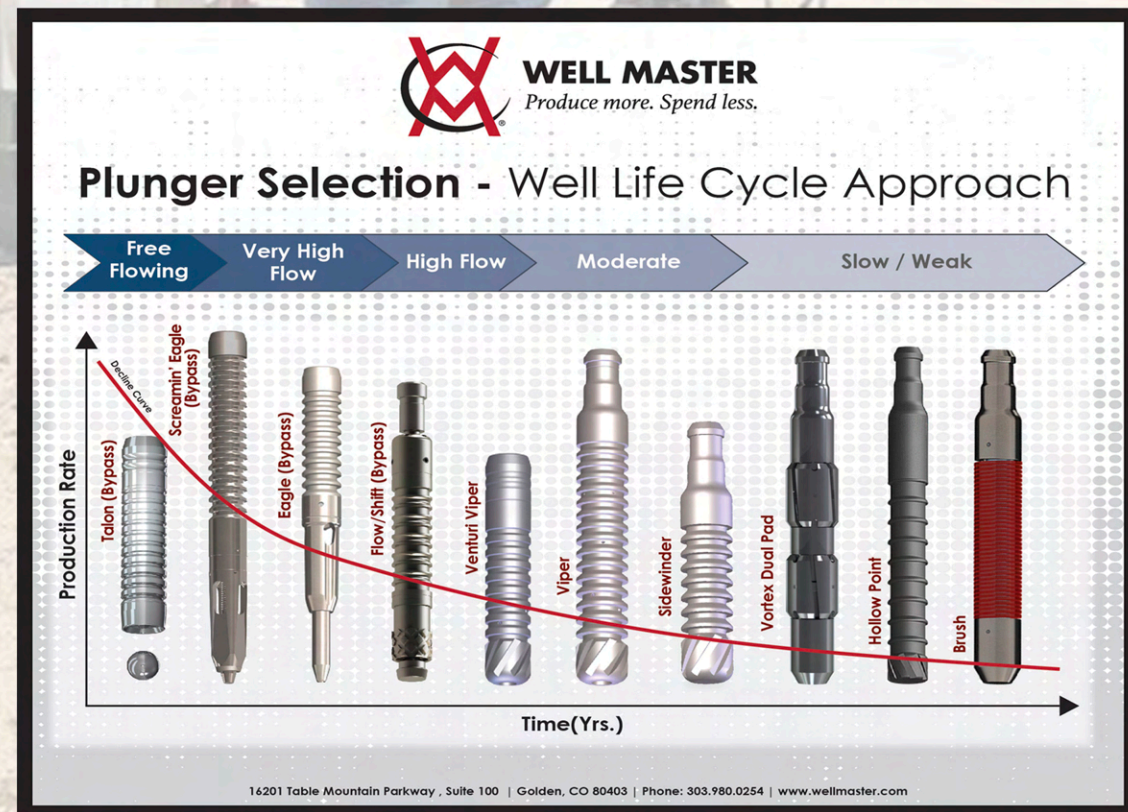 WELL MASTER
Produce more. Spend less.
®
Plunger Selection - Well Life Cycle Approach
Free
Flowing
Very High
Flow
High Flow
Moderate
Slow / Weak
Production Rate
Decline Curve
Talon (Bypass)
Screamin' Eagle
(Bypass)
Eagle (Bypass)
Flow/Shift (Bypass)
Venturi Viper
Viper
Sidewinder
Vortex Dual Pad
Hollow Point
Brush
Time(Yrs.)
16201 Table Mountain Parkway , Suite 100 | Golden, CO 80403 | Phone: 303.980.0254 | www.wellmaster.com